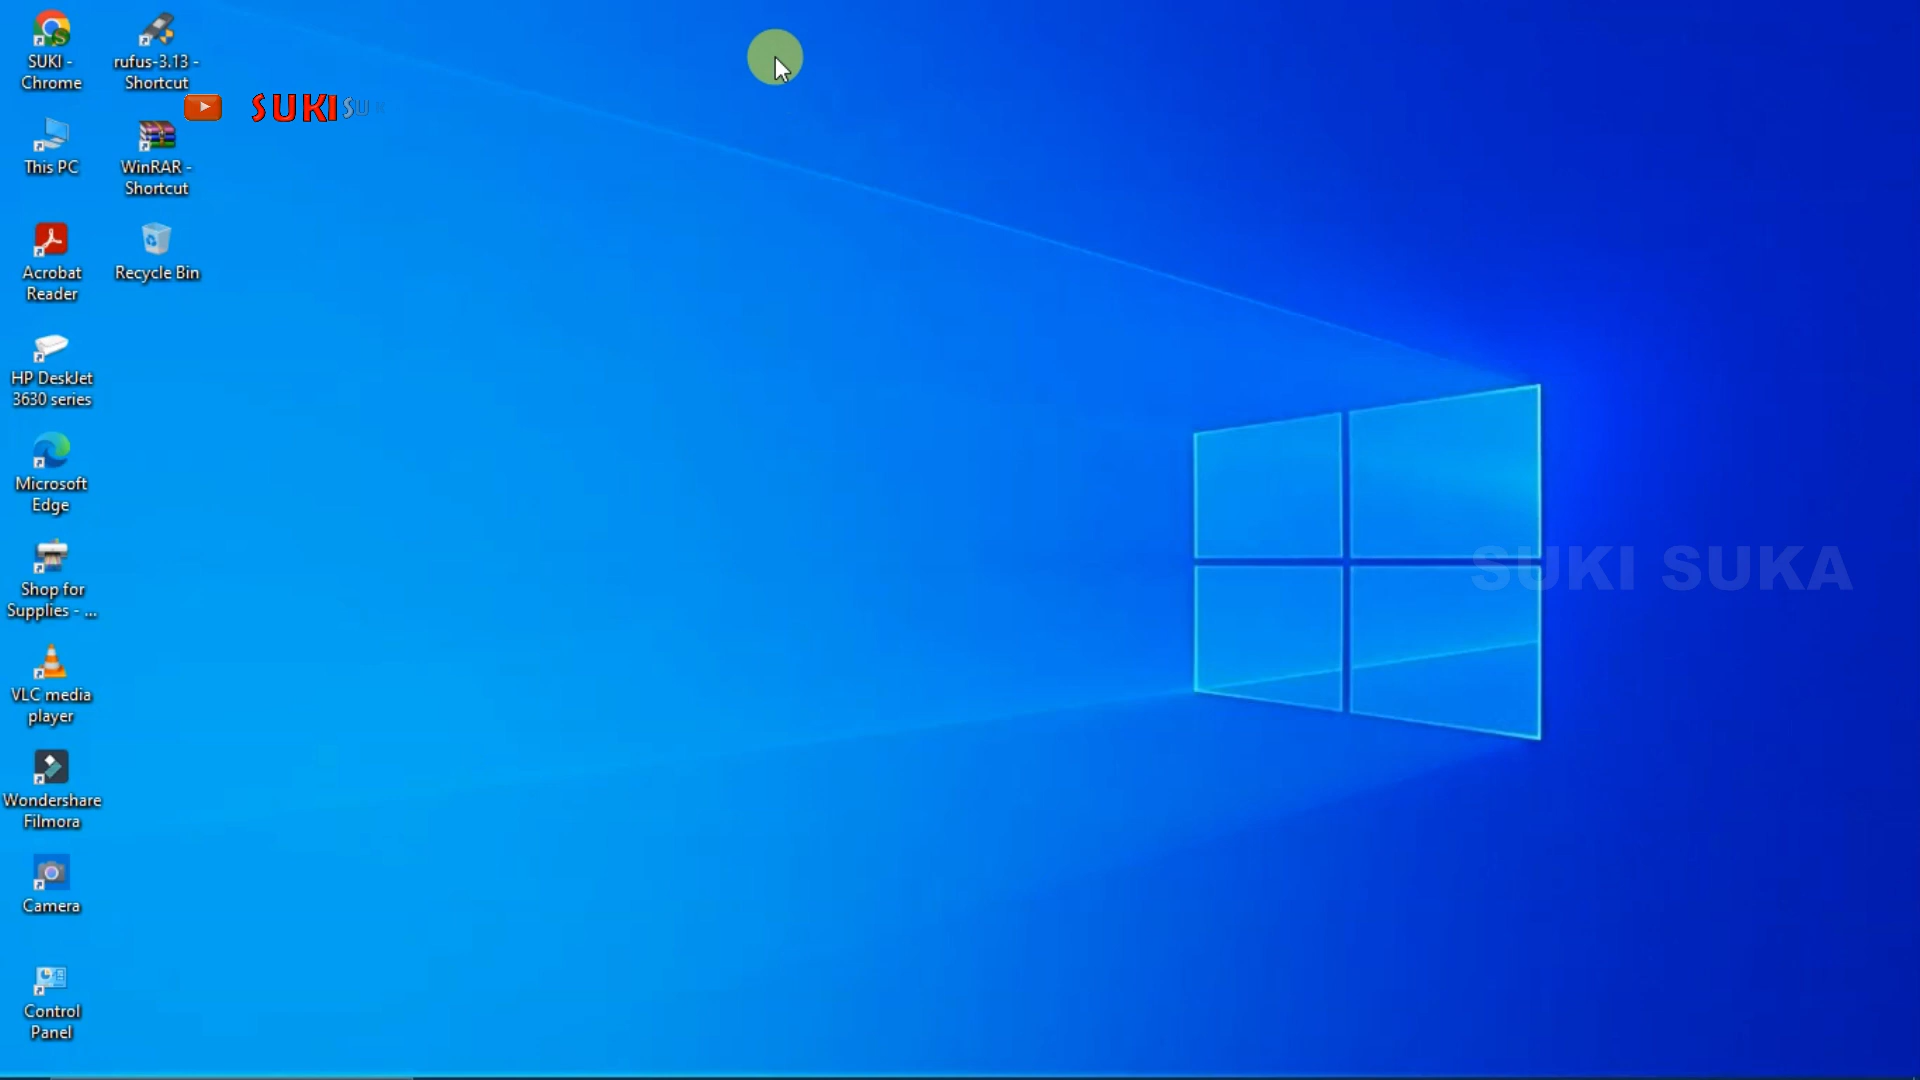 SUKI -
Chrome
rufus-3.13 -
Shortcut
SUKI SU
This PC
WinRAR -
Shortcut
Acrobat
Reader
Recycle Bin
HP DeskJet
3630 series
Microsoft
Edge
SUKI SUKA
Shop for
Supplies - ...
VLC media
player
Wondershare
Filmora
Camera
Control
Panel